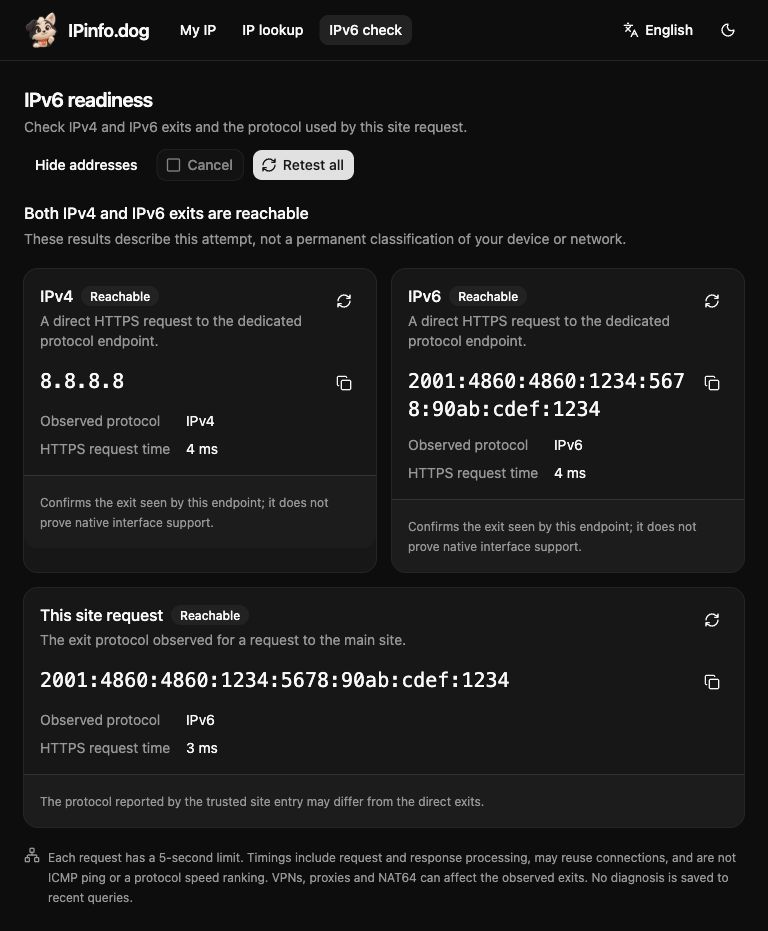 IPinfo.dog My IP IP lookup IPv6 check English
IPv6 readiness
Check IPv4 and IPv6 exits and the protocol used by this site request.
Hide addresses Cancel Retest all
Both IPv4 and IPv6 exits are reachable
These results describe this attempt, not a permanent classification of your device or network.
IPv4 Reachable
A direct HTTPS request to the dedicated
protocol endpoint.
8.8.8.8
Observed protocol IPv4
HTTPS request time 4 ms
Confirms the exit seen by this endpoint; it does not
prove native interface support.
IPv6 Reachable
A direct HTTPS request to the dedicated
protocol endpoint.
2001:4860:4860:1234:567
8:90ab:cdef:1234
Observed protocol IPv6
HTTPS request time 4 ms
Confirms the exit seen by this endpoint; it does not
prove native interface support.
This site request Reachable
The exit protocol observed for a request to the main site.
2001:4860:4860:1234:5678:90ab:cdef:1234
Observed protocol IPv6
HTTPS request time 3 ms
The protocol reported by the trusted site entry may differ from the direct exits.
Each request has a 5-second limit. Timings include request and response processing, may reuse connections, and are not
ICMP ping or a protocol speed ranking. VPNs, proxies and NAT64 can affect the observed exits. No diagnosis is saved to
recent queries.